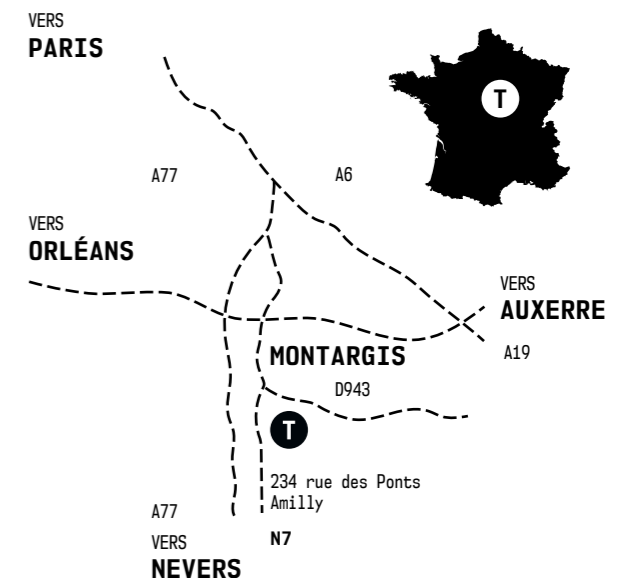 VERS
PARIS
T
A77
A6
VERS
ORLÉANS
VERS
AUXERRE
A19
MONTARGIS
D943
T
234 rue des Ponts
Amilly
A77
N7
VERS
NEVERS